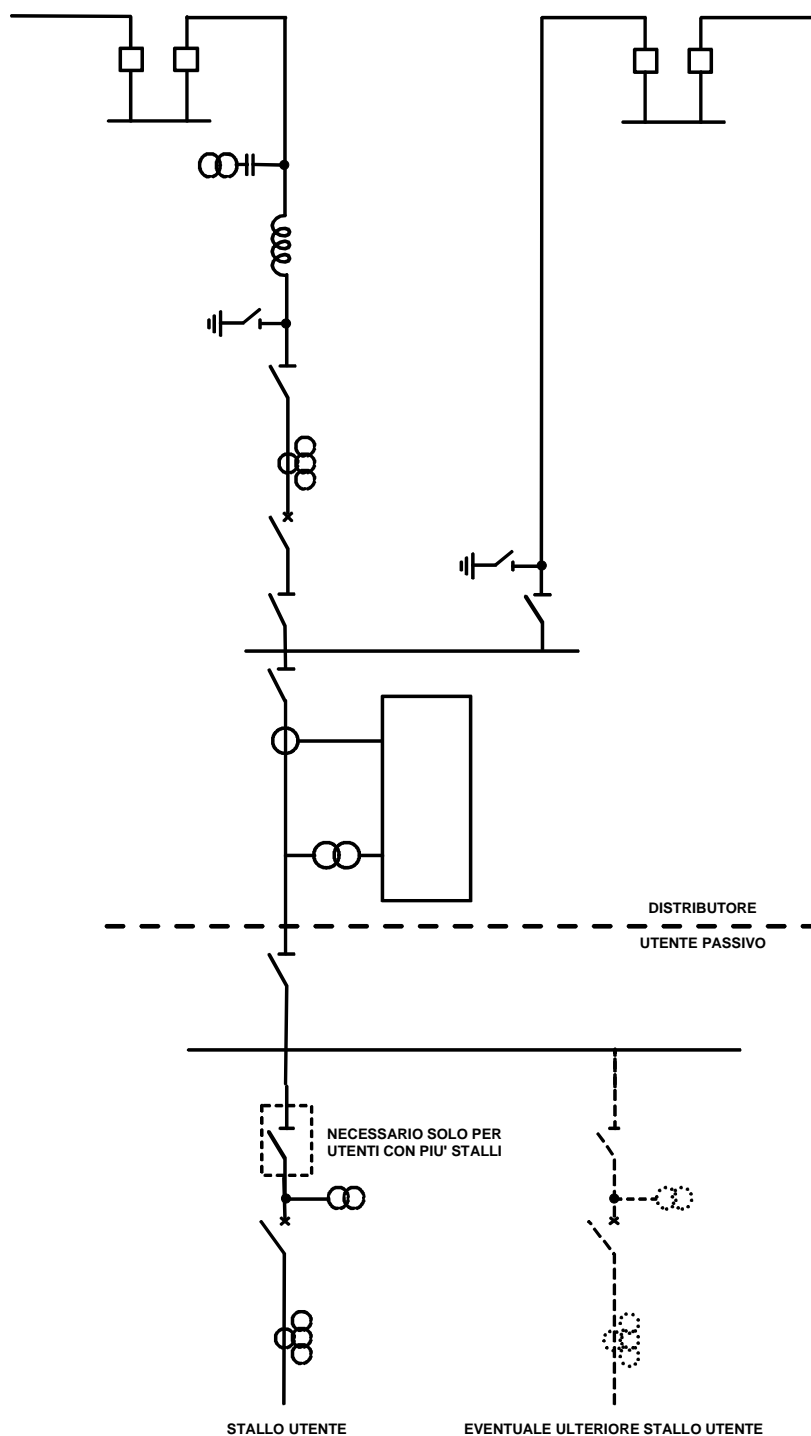 DISTRIBUTORE
UTENTE PASSIVO
NECESSARIO SOLO PER
UTENTI CON PIU' STALLI
STALLO UTENTE
EVENTUALE ULTERIORE STALLO UTENTE